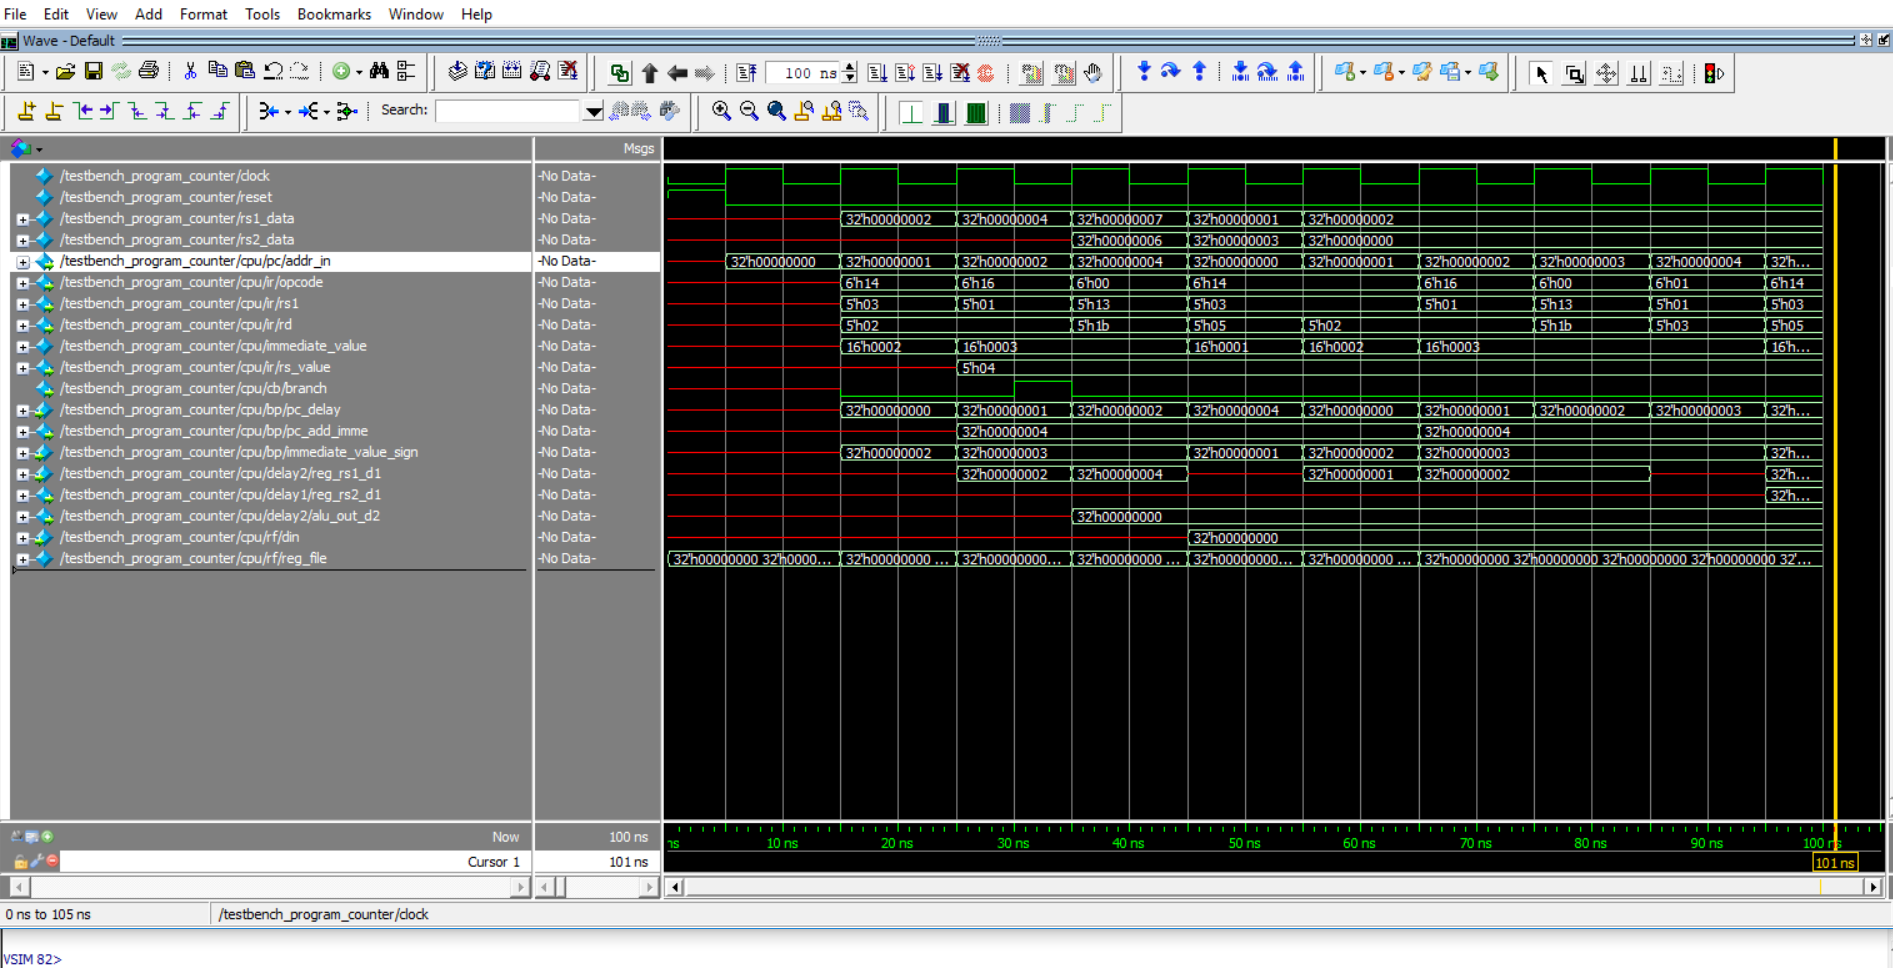 File Edit View Add Format Tools Bookmarks Window Help
Wave - Default
100 ns
Search:
Msgs
/testbench_program_counter/clock -No Data-
/testbench_program_counter/reset -No Data-
/testbench_program_counter/rs1_data -No Data- 32'h00000002 32'h00000004 32'h00000007 32'h00000001 32'h00000002
/testbench_program_counter/rs2_data -No Data- 32'h00000006 32'h00000003 32'h00000000
/testbench_program_counter/cpu/pc/addr_in -No Data- 32'h00000000 32'h00000001 32'h00000002 32'h00000004 32'h00000000 32'h00000001 32'h00000002 32'h00000003 32'h00000004 32'h...
/testbench_program_counter/cpu/ir/opcode -No Data- 6'h14 6'h16 6'h00 6'h14 6'h16 6'h00 6'h01 6'h14
/testbench_program_counter/cpu/ir/rs1 -No Data- 5'h03 5'h01 5'h13 5'h03 5'h01 5'h13 5'h01 5'h03
/testbench_program_counter/cpu/ir/rd -No Data- 5'h02 5'h1b 5'h05 5'h02 5'h1b 5'h03 5'h05
/testbench_program_counter/cpu/immediate_value -No Data- 16'h0002 16'h0003 16'h0001 16'h0002 16'h0003 16'h...
/testbench_program_counter/cpu/ir/rs_value -No Data- 5'h04
/testbench_program_counter/cpu/cb/branch -No Data-
/testbench_program_counter/cpu/bp/pc_delay -No Data- 32'h00000000 32'h00000001 32'h00000002 32'h00000004 32'h00000000 32'h00000001 32'h00000002 32'h00000003 32'h...
/testbench_program_counter/cpu/bp/pc_add_imme -No Data- 32'h00000004 32'h00000004
/testbench_program_counter/cpu/bp/immediate_value_sign -No Data- 32'h00000002 32'h00000003 32'h00000001 32'h00000002 32'h00000003 32'h...
/testbench_program_counter/cpu/delay2/reg_rs1_d1 -No Data- 32'h00000002 32'h00000004 32'h00000001 32'h00000002 32'h...
/testbench_program_counter/cpu/delay1/reg_rs2_d1 -No Data- 32'h...
/testbench_program_counter/cpu/delay2/alu_out_d2 -No Data- 32'h00000000
/testbench_program_counter/cpu/rf/din -No Data- 32'h00000000
/testbench_program_counter/cpu/rf/reg_file -No Data- 32'h00000000 32'h0000... 32'h00000000 ... 32'h00000000... 32'h00000000 ... 32'h00000000... 32'h00000000 ... 32'h00000000 32'h00000000 32'h00000000 32'h00000000 32'...
Now 100 ns
ns 10 ns 20 ns 30 ns 40 ns 50 ns 60 ns 70 ns 80 ns 90 ns 100 ns
Cursor 1 101 ns 101 ns
0 ns to 105 ns /testbench_program_counter/clock
VSIM 82>